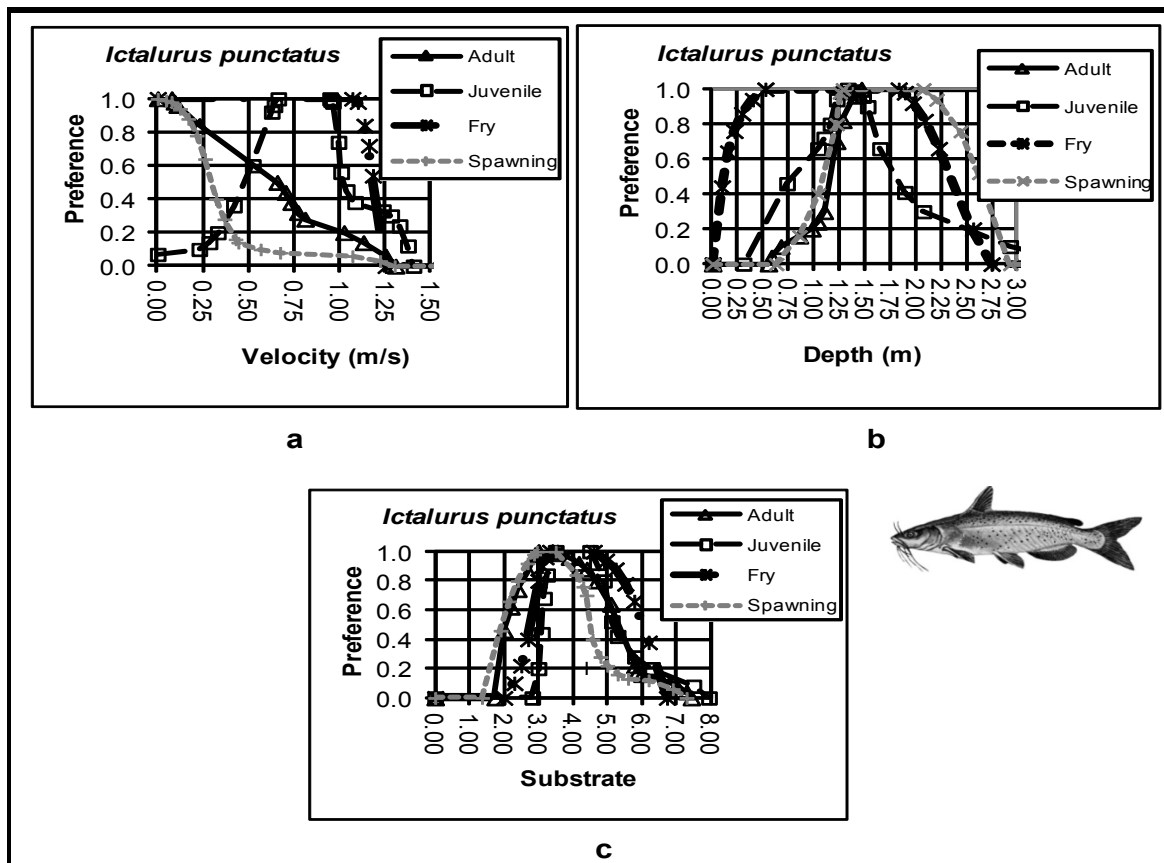 Ictalurus punctatus
Adult
Juvenile
Fry
Spawning
Preference
1.0
0.8
0.6
0.4
0.2
0.0
0.00
0.25
0.50
0.75
1.00
1.25
1.50
Velocity (m/s)
a
Ictalurus punctatus
Adult
Juvenile
Fry
Spawning
Preference
1.0
0.8
0.6
0.4
0.2
0.0
0.00
0.25
0.50
0.75
1.00
1.25
1.50
1.75
2.00
2.25
2.50
2.75
3.00
Depth (m)
b
Ictalurus punctatus
Adult
Juvenile
Fry
Spawning
Preference
1.0
0.8
0.6
0.4
0.2
0.0
0.00
1.00
2.00
3.00
4.00
5.00
6.00
7.00
8.00
Substrate
c